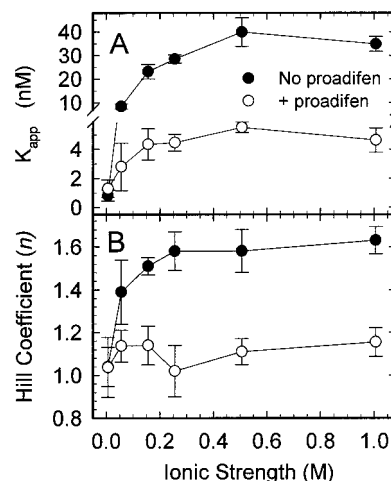 A
40
30
20
10
4
2
0
K_app (nM)
No proadifen
+ proadifen
B
1.6
1.4
1.2
1.0
0.8
Hill Coefficient (n)
0.0 0.2 0.4 0.6 0.8 1.0
Ionic Strength (M)